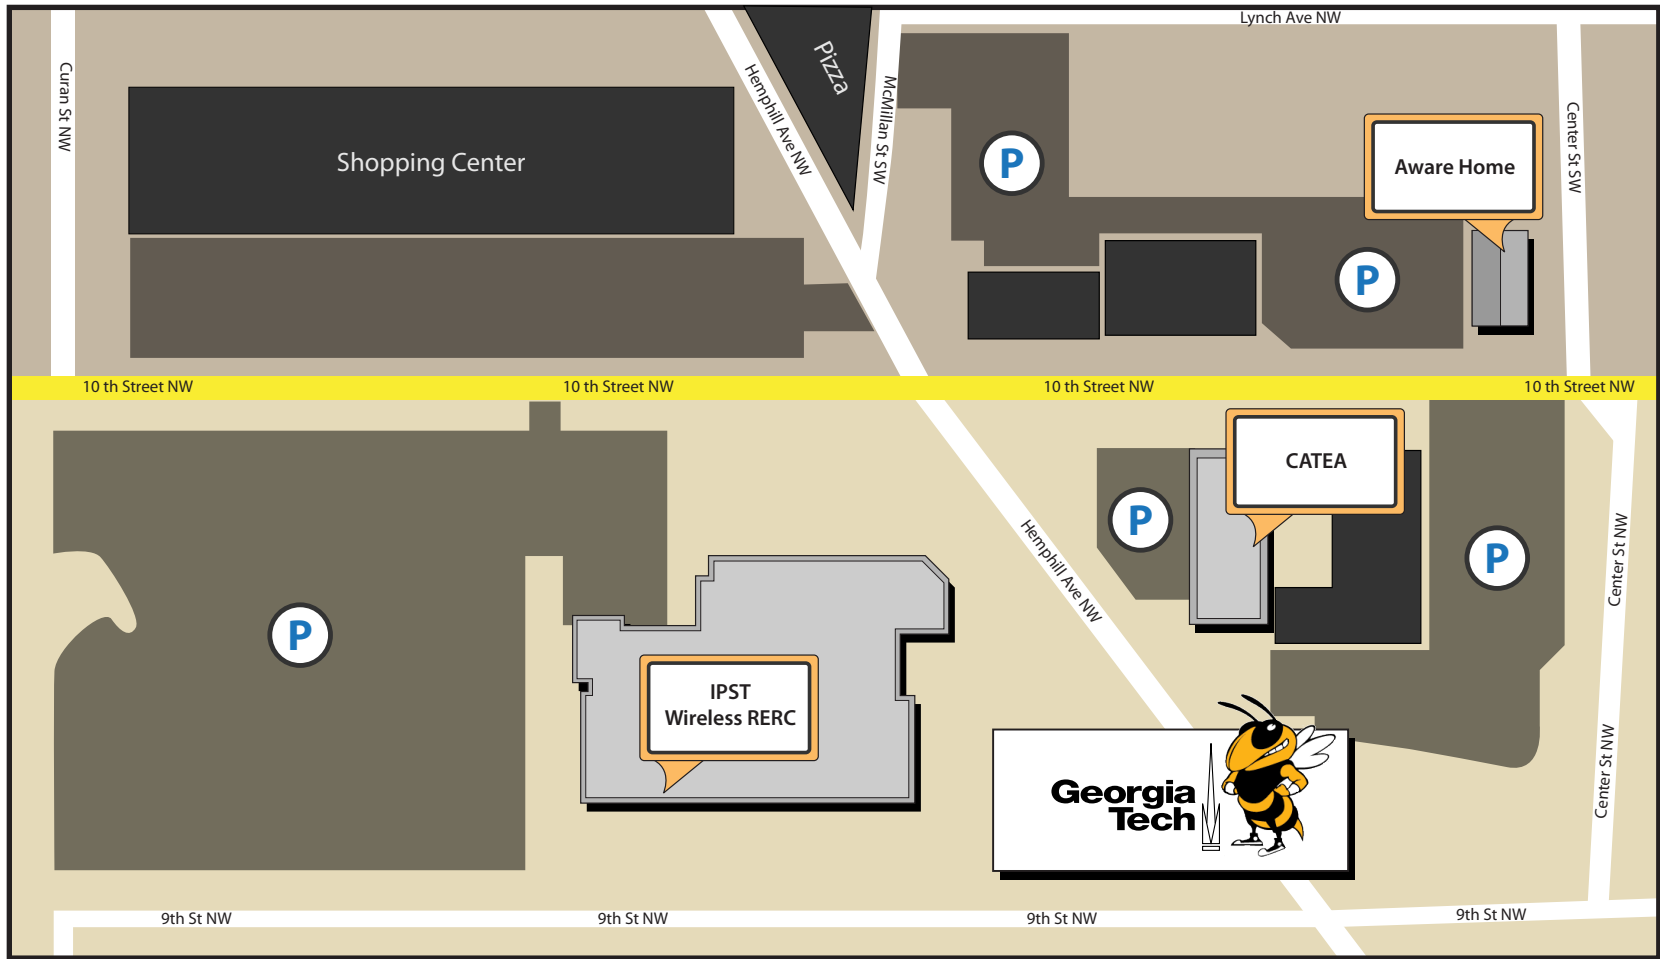 Lynch Ave NW
Curan St NW
Hemphill Ave NW
Pizza
McMillan St SW
Center St SW
Shopping Center
P
Aware Home
P
10 th Street NW
10 th Street NW
10 th Street NW
10 th Street NW
CATEA
P
P
Hemphill Ave NW
Center St NW
P
IPST
Wireless RERC
Georgia
Tech
Center St NW
9th St NW
9th St NW
9th St NW
9th St NW